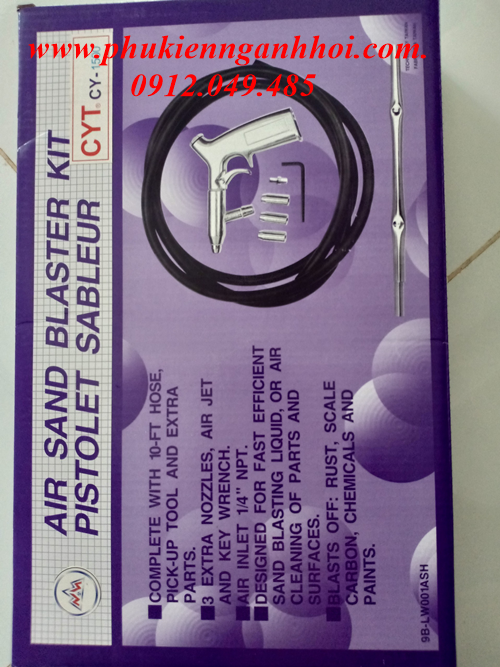 www.phukiennganhhoi.com.
0912.049.485
AIR SAND BLASTER KIT
PISTOLET SABLEUR
CYT® CY-
COMPLETE WITH 10-FT HOSE,
PICK-UP TOOL AND EXTRA
PARTS.
3 EXTRA NOZZLES, AIR JET
AND KEY WRENCH.
AIR INLET 1/4" NPT.
DESIGNED FOR FAST EFFICIENT
SAND BLASTING LIQUID, OR AIR
CLEANING OF PARTS AND
SURFACES.
BLASTS OFF: RUST, SCALE
CARBON, CHEMICALS AND
PAINTS.
9B-LW001ASH